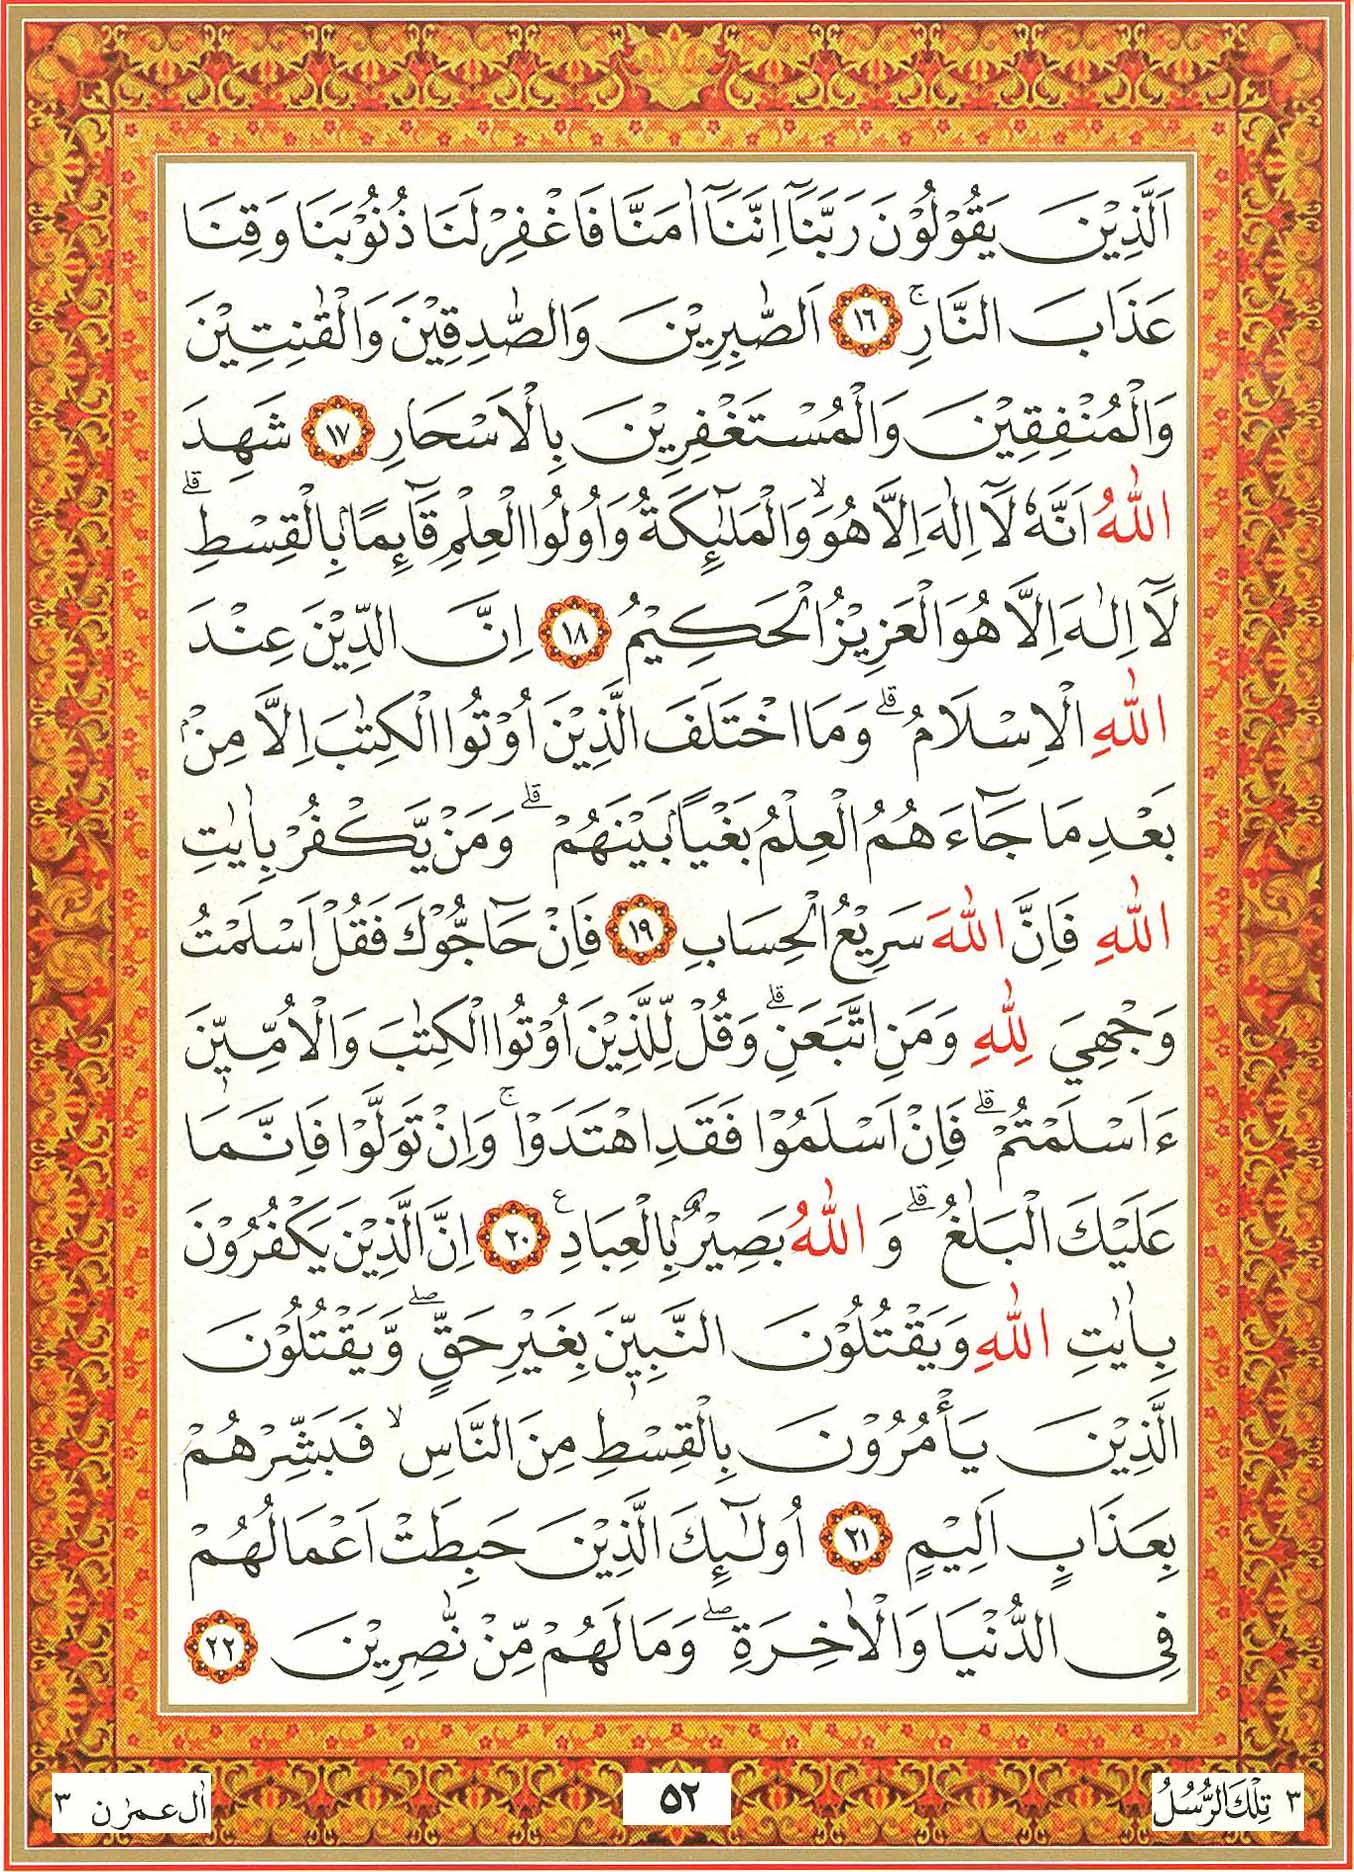 اَلَّذِيْنَ يَقُوْلُوْنَ رَبَّنَاۤ اِنَّنَاۤ اٰمَنَّا فَاغْفِرْ لَنَا ذُنُوْبَنَا وَقِنَا
عَذَابَ النَّارِۚ ١٦ اَلصّٰبِرِيْنَ وَالصّٰدِقِيْنَ وَالْقٰنِتِيْنَ
وَالْمُنْفِقِيْنَ وَالْمُسْتَغْفِرِيْنَ بِالْاَسْحَارِ ١٧ شَهِدَ
اللّٰهُ اَنَّهٗ لَاۤ اِلٰهَ اِلَّا هُوَۙ وَالْمَلٰٓئِكَةُ وَاُولُوا الْعِلْمِ قَآئِمًاۢ بِالْقِسْطِۗ
لَاۤ اِلٰهَ اِلَّا هُوَ الْعَزِيْزُ الْحَكِيْمُ ١٨ اِنَّ الدِّيْنَ عِنْدَ
اللّٰهِ الْاِسْلَامُۗ وَمَا اخْتَلَفَ الَّذِيْنَ اُوْتُوا الْكِتٰبَ اِلَّا مِنْۢ
بَعْدِ مَا جَآءَهُمُ الْعِلْمُ بَغْيًاۢ بَيْنَهُمْۗ وَمَنْ يَّكْفُرْ بِاٰيٰتِ
اللّٰهِ فَاِنَّ اللّٰهَ سَرِيْعُ الْحِسَابِ ١٩ فَاِنْ حَآجُّوْكَ فَقُلْ اَسْلَمْتُ
وَجْهِيَ لِلّٰهِ وَمَنِ اتَّبَعَنِۗ وَقُلْ لِّلَّذِيْنَ اُوْتُوا الْكِتٰبَ وَالْاُمِّيّٖنَ
ءَاَسْلَمْتُمْۗ فَاِنْ اَسْلَمُوْا فَقَدِ اهْتَدَوْاۚ وَاِنْ تَوَلَّوْا فَاِنَّمَا
عَلَيْكَ الْبَلٰغُۗ وَاللّٰهُ بَصِيْرٌۢ بِالْعِبَادِ ع ٢٠ اِنَّ الَّذِيْنَ يَكْفُرُوْنَ
بِاٰيٰتِ اللّٰهِ وَيَقْتُلُوْنَ النَّبِيّٖنَ بِغَيْرِ حَقٍّۖ وَّيَقْتُلُوْنَ
الَّذِيْنَ يَأْمُرُوْنَ بِالْقِسْطِ مِنَ النَّاسِۙ فَبَشِّرْهُمْ
بِعَذَابٍ اَلِيْمٍ ٢١ اُولٰٓئِكَ الَّذِيْنَ حَبِطَتْ اَعْمَالُهُمْ
فِى الدُّنْيَا وَالْاٰخِرَةِۖ وَمَا لَهُمْ مِّنْ نّٰصِرِيْنَ ٢٢
٣ تِلْكَ الرُّسُلُ
٥٢
اٰل عمرٰن ٣